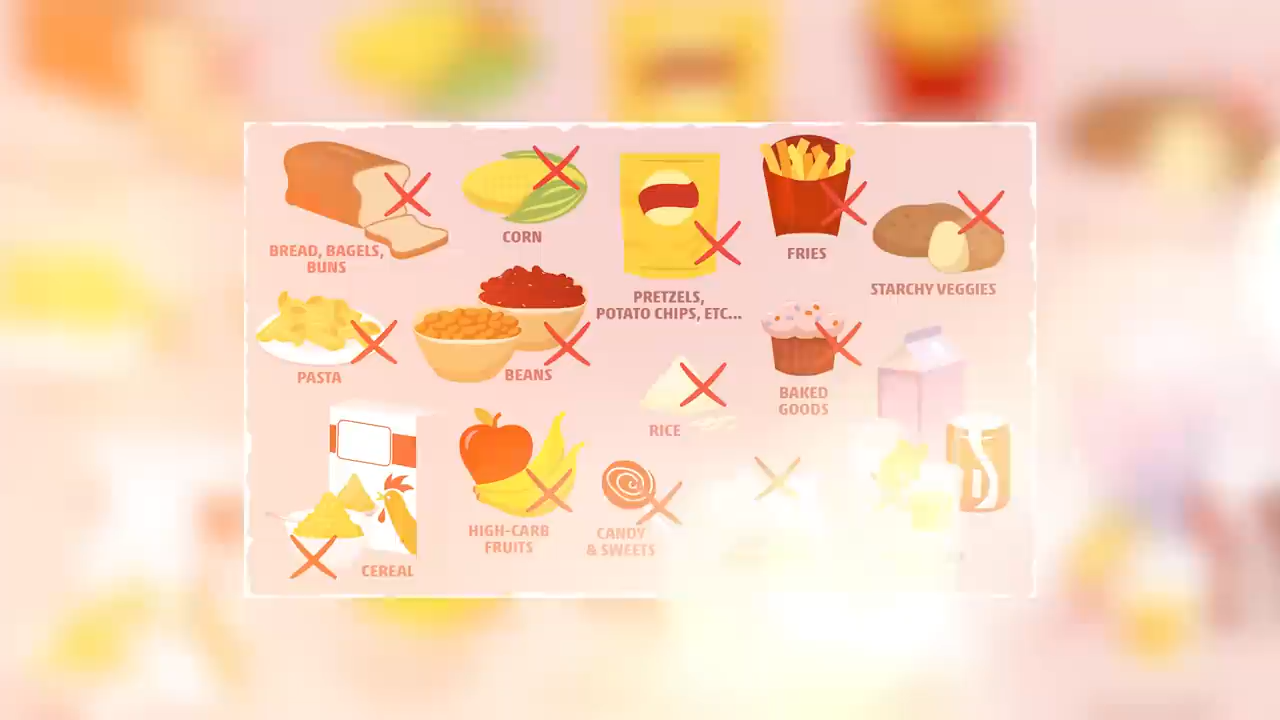 BREAD, BAGELS,
BUNS
CORN
PRETZELS,
POTATO CHIPS, ETC...
FRIES
STARCHY VEGGIES
PASTA
BEANS
RICE
BAKED
GOODS
CEREAL
HIGH-CARB
FRUITS
CANDY
& SWEETS